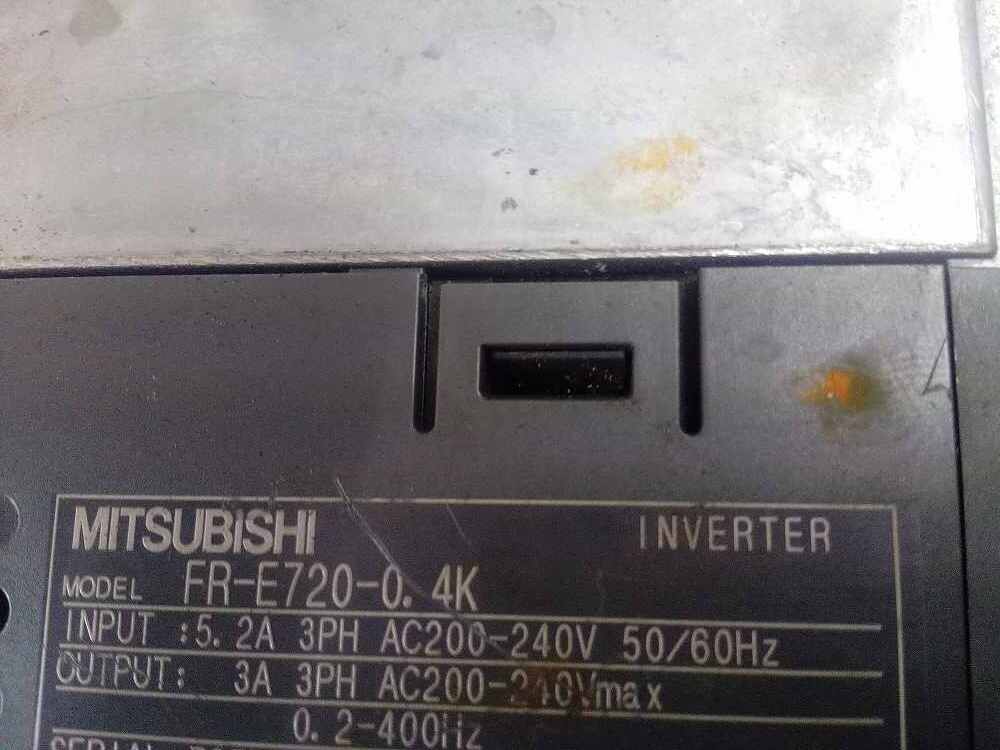 MITSUBISHI INVERTER
MODEL FR-E720-0.4K
INPUT :5.2A 3PH AC200-240V 50/60Hz
OUTPUT: 3A 3PH AC200-240Vmax
0.2-400Hz
SERIAL